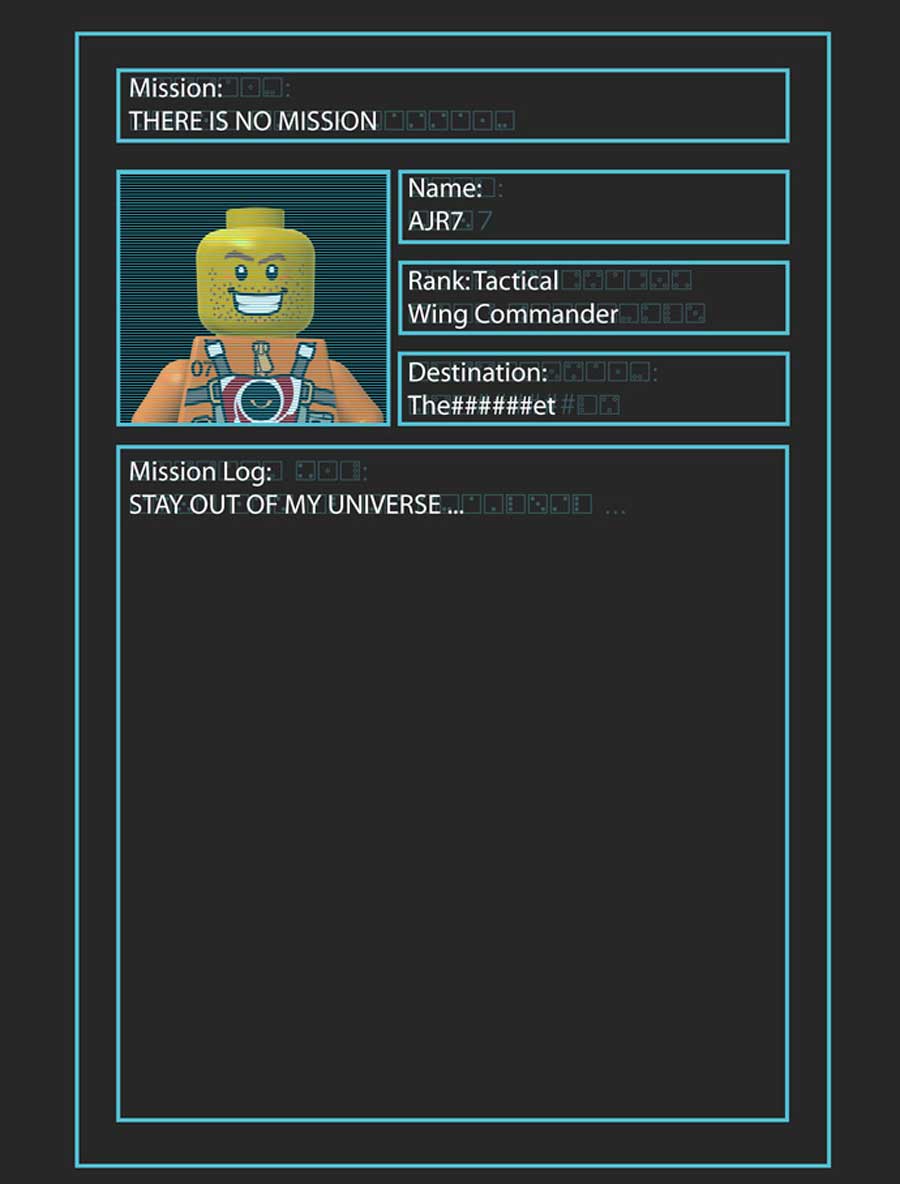 Mission:
THERE IS NO MISSION
Name:
AJR7
Rank: Tactical
Wing Commander
Destination:
The######et
07
Mission Log:
STAY OUT OF MY UNIVERSE ...